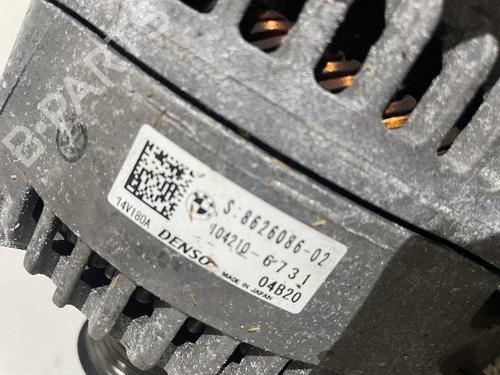 B-PARTS
S:8626086-02
104210-6731
14V180A
DENSO
04B20
MADE IN JAPAN